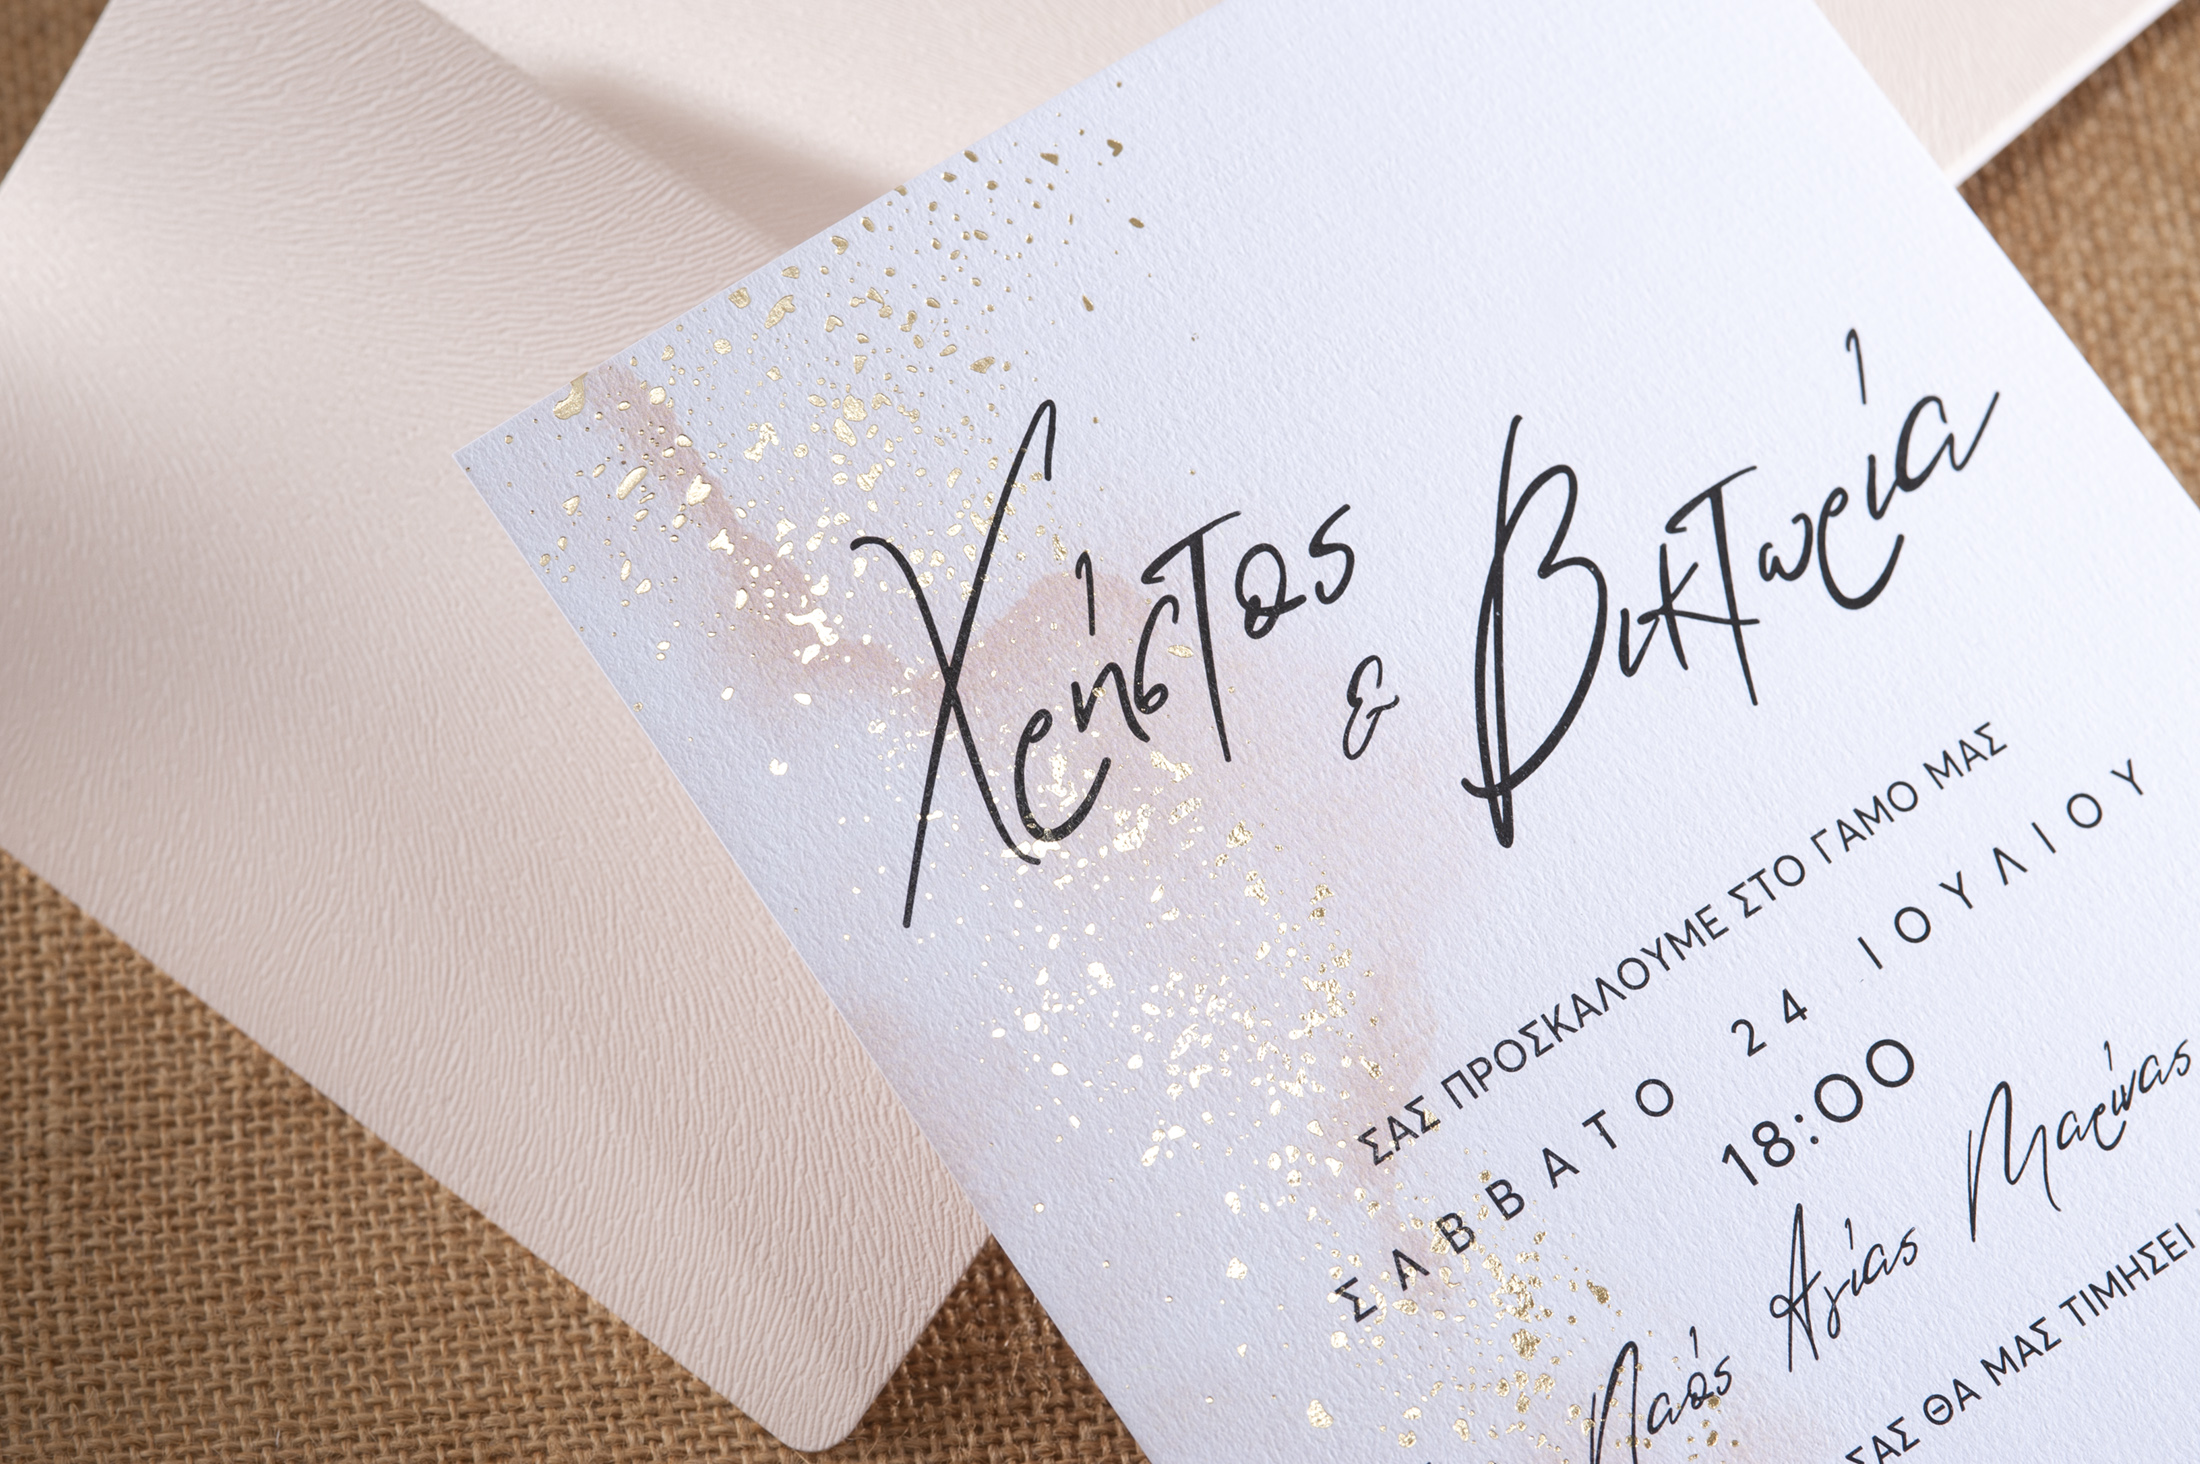 Χρήστος
& Βικτωρία
ΣΑΣ ΠΡΟΣΚΑΛΟΥΜΕ ΣΤΟ ΓΑΜΟ ΜΑΣ
ΣΑΒΒΑΤΟ 24 ΙΟΥΛΙΟΥ
18:00
Ναός Αγίας Μαρίνας
ΣΑΣ ΘΑ ΜΑΣ ΤΙΜΗΣΕΙ